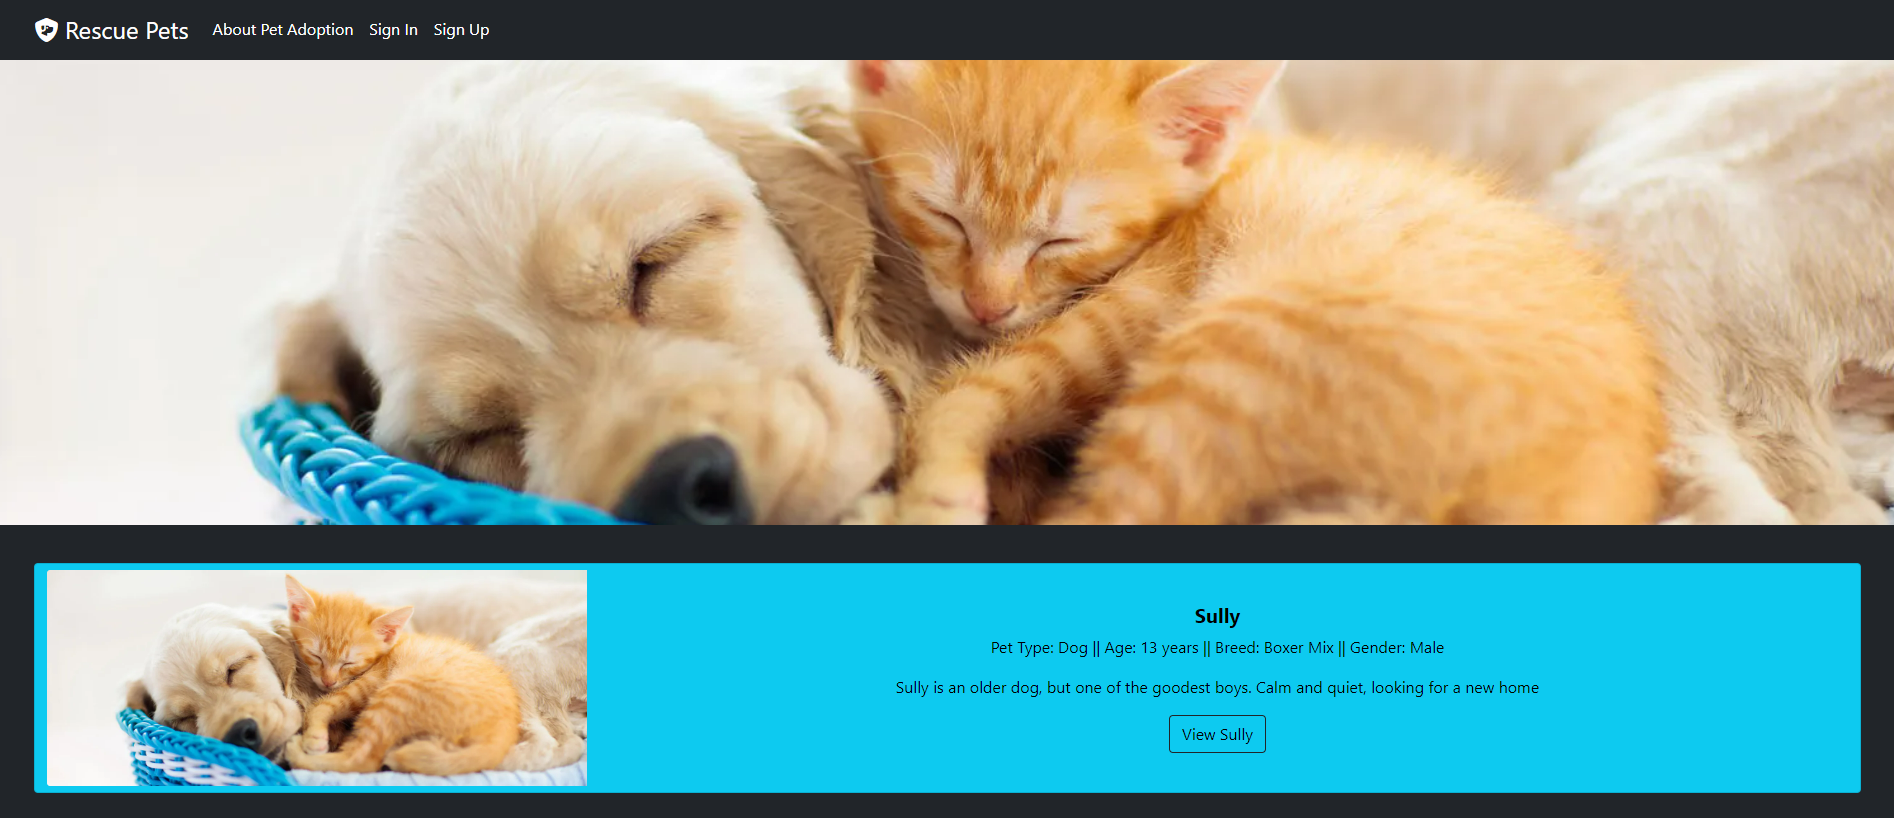 Rescue Pets About Pet Adoption Sign In Sign Up
Sully
Pet Type: Dog || Age: 13 years || Breed: Boxer Mix || Gender: Male
Sully is an older dog, but one of the goodest boys. Calm and quiet, looking for a new home
View Sully